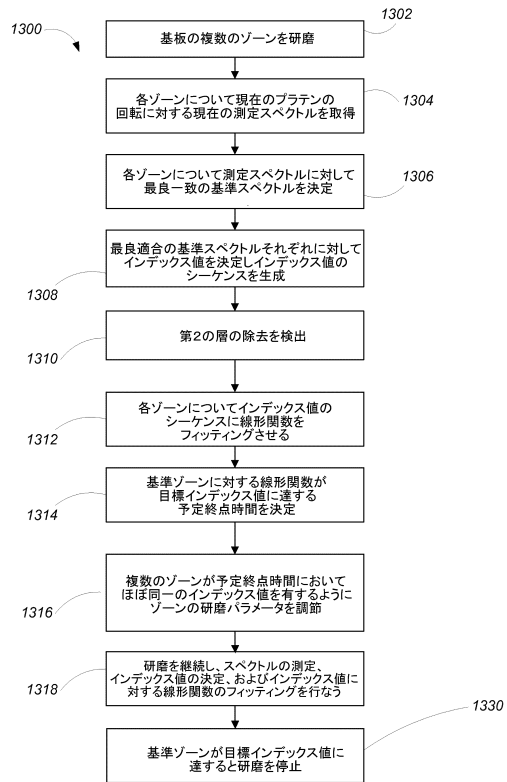 1300
1302
基板の複数のゾーンを研磨
1304
各ゾーンについて現在のプラテンの
回転に対する現在の測定スペクトルを取得
1306
各ゾーンについて測定スペクトルに対して
最良一致の基準スペクトルを決定
1308
最良適合の基準スペクトルそれぞれに対して
インデックス値を決定しインデックス値の
シーケンスを生成
1310
第2の層の除去を検出
1312
各ゾーンについてインデックス値の
シーケンスに線形関数を
フィッティングさせる
1314
基準ゾーンに対する線形関数が
目標インデックス値に達する
予定終点時間を決定
1316
複数のゾーンが予定終点時間において
ほぼ同一のインデックス値を有するように
ゾーンの研磨パラメータを調節
1318
研磨を継続し、スペクトルの測定、
インデックス値の決定、およびインデックス値に
対する線形関数のフィッティングを行なう
1330
基準ゾーンが目標インデックス値に
達すると研磨を停止